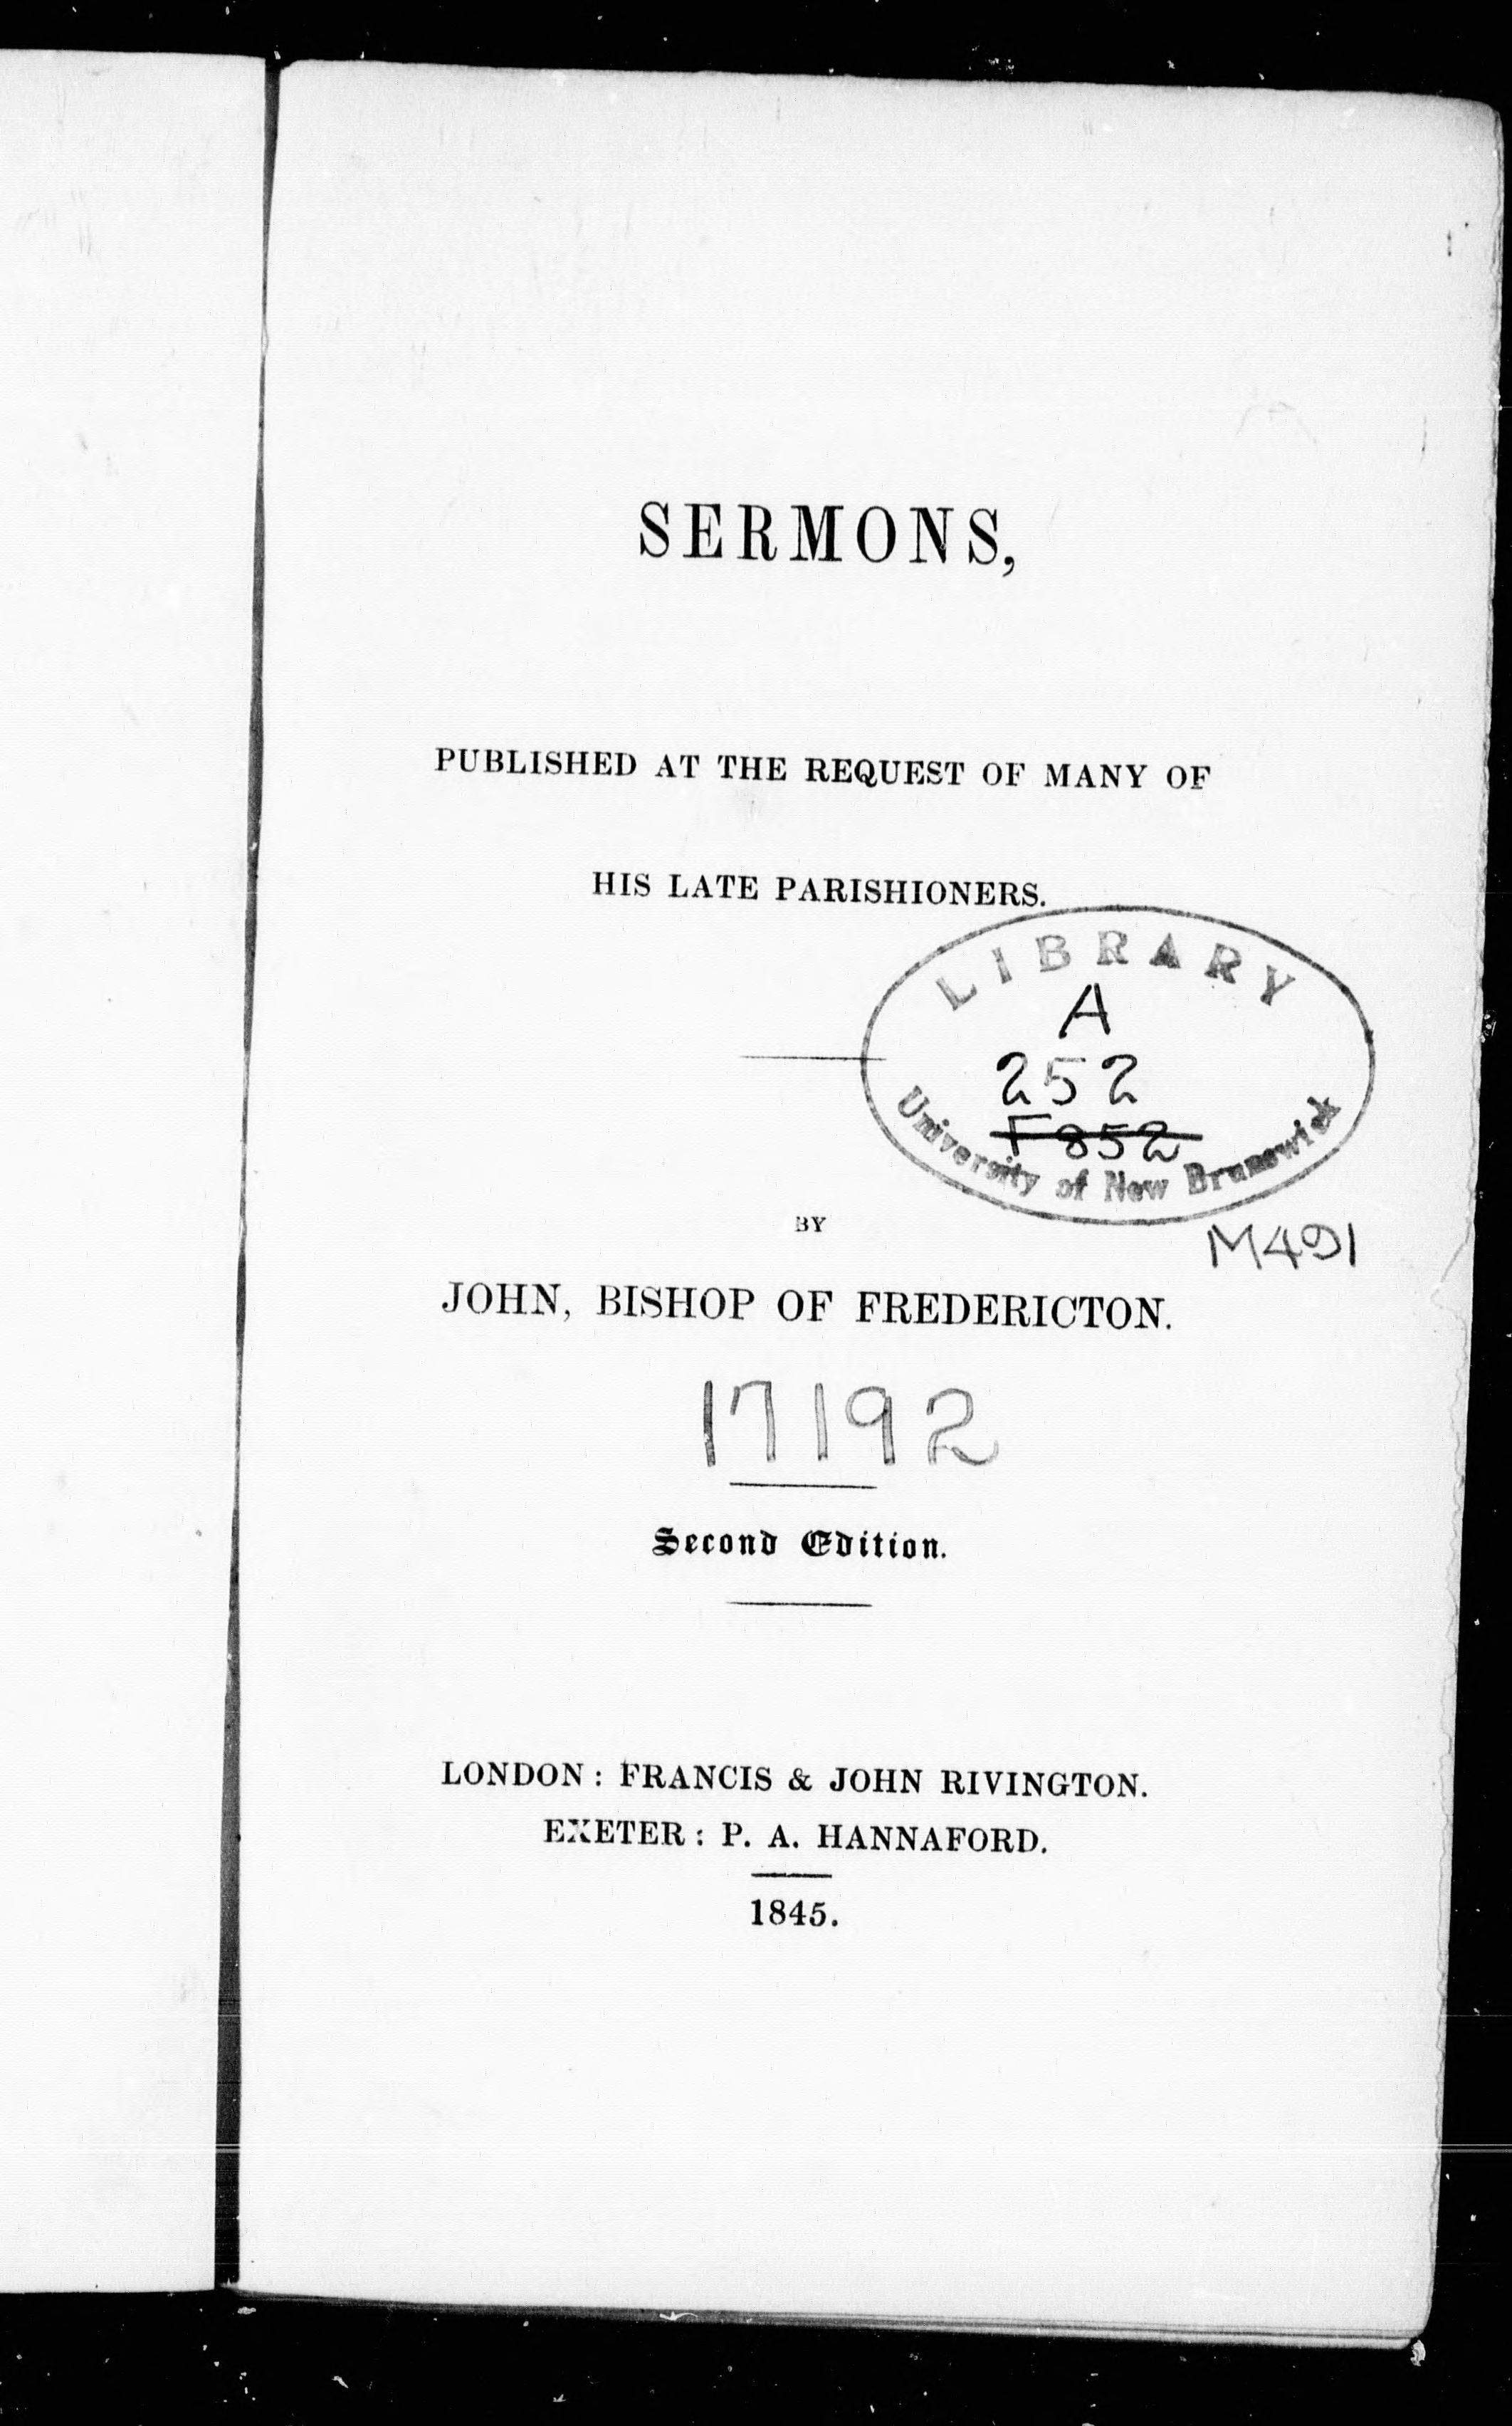 SERMONS,
PUBLISHED AT THE REQUEST OF MANY OF
HIS LATE PARISHIONERS.
LIBRARY
A
252
F852
University of New Brunswick
M491
BY
JOHN, BISHOP OF FREDERICTON.
17192
Second Edition.
LONDON: FRANCIS & JOHN RIVINGTON.
EXETER: P. A. HANNAFORD.
1845.